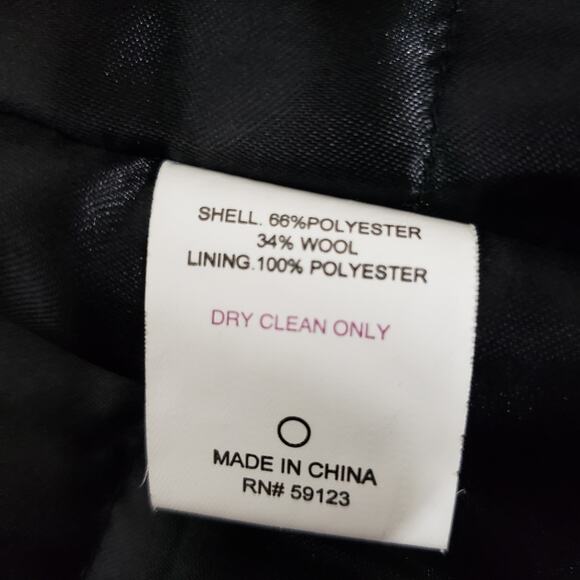 SHELL. 66%POLYESTER
34% WOOL
LINING.100% POLYESTER
DRY CLEAN ONLY
MADE IN CHINA
RN# 59123